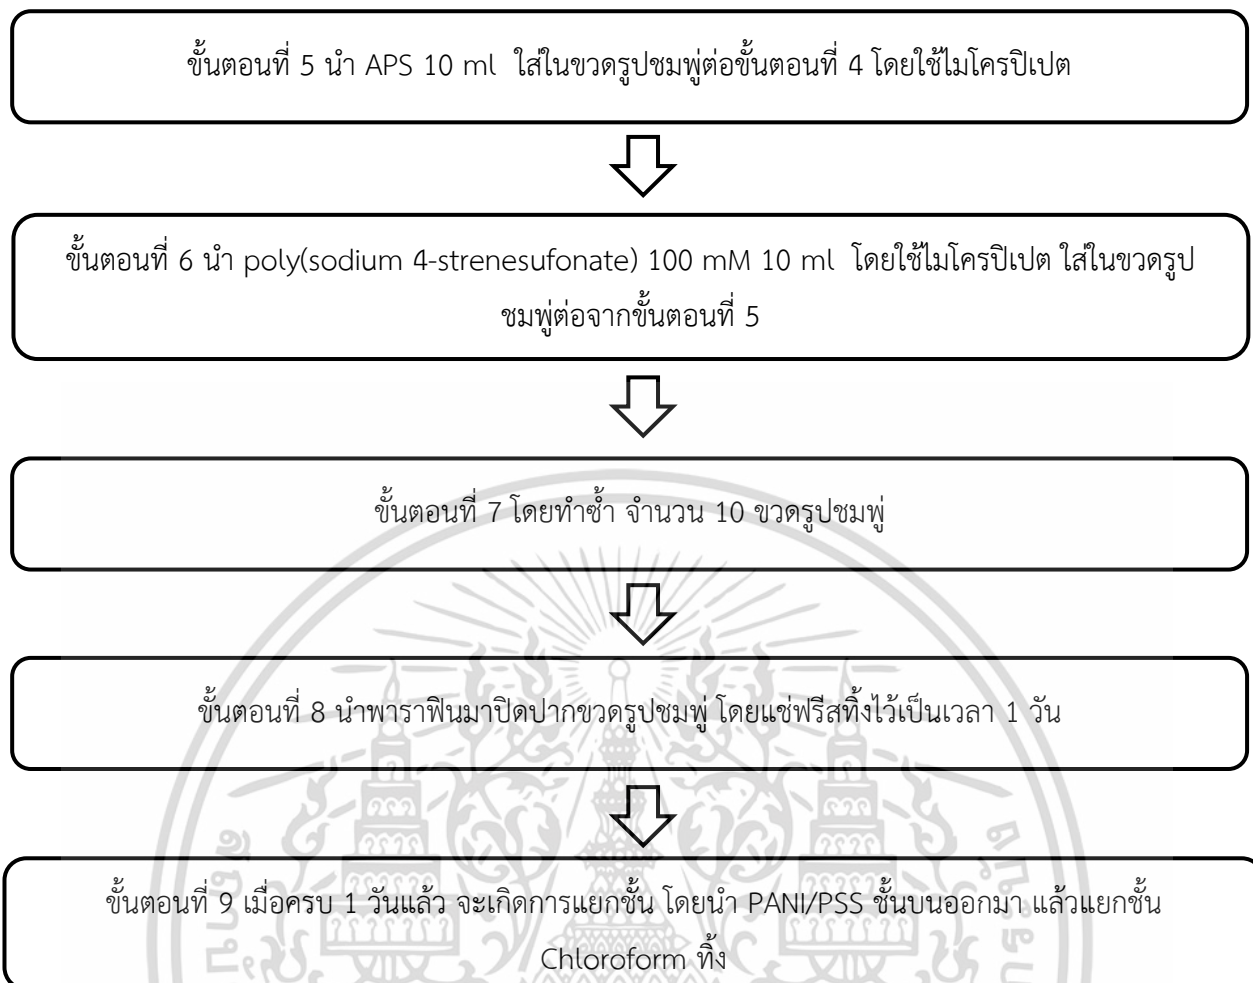 ขั้นตอนที่ 5 นำ APS 10 ml ใส่ในขวดรูปชมพู่ต่อขั้นตอนที่ 4 โดยใช้ไมโครปิเปต
ขั้นตอนที่ 6 นำ poly(sodium 4-strenesufonate) 100 mM 10 ml โดยใช้ไมโครปิเปต ใส่ในขวดรูป
ชมพู่ต่อจากขั้นตอนที่ 5
ขั้นตอนที่ 7 โดยทำซ้ำ จำนวน 10 ขวดรูปชมพู่
ขั้นตอนที่ 8 นำพาราฟินมาปิดปากขวดรูปชมพู่ โดยแช่ฟรีสทิ้งไว้เป็นเวลา 1 วัน
ขั้นตอนที่ 9 เมื่อครบ 1 วันแล้ว จะเกิดการแยกชั้น โดยนำ PANI/PSS ชั้นบนออกมา แล้วแยกชั้น
Chloroform ทิ้ง